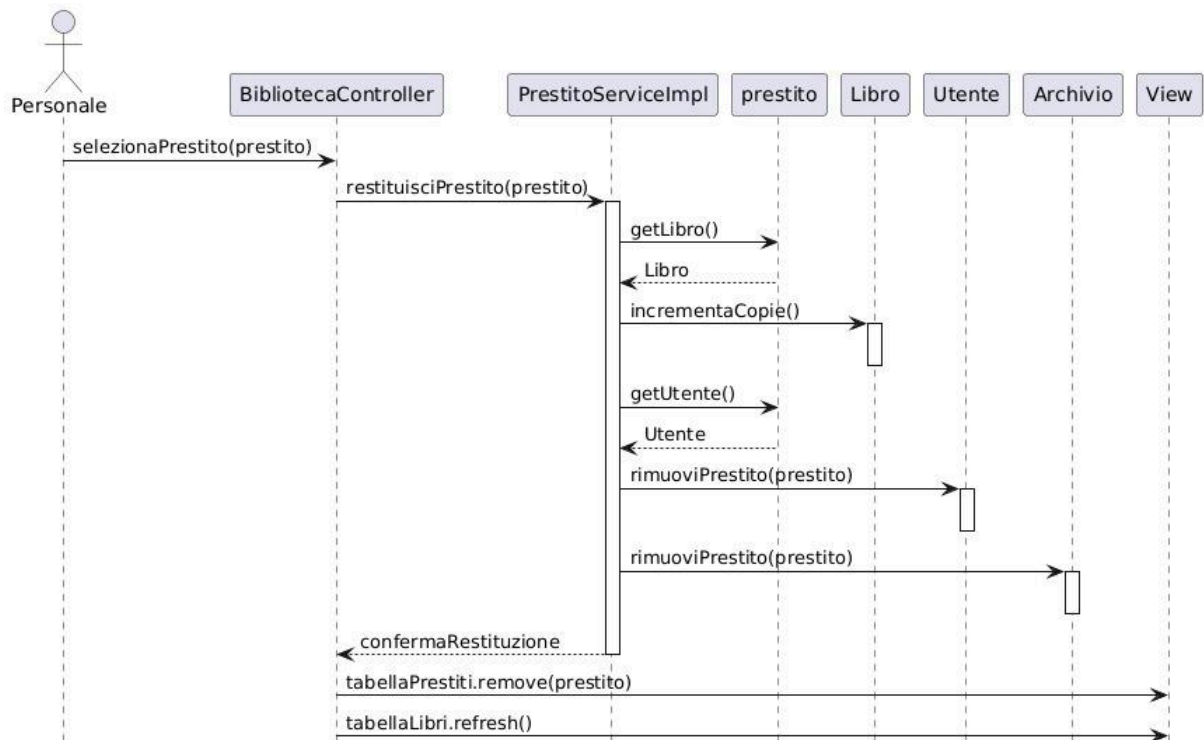 Personale
BibliotecaController
PrestitoServiceImpl
prestito
Libro
Utente
Archivio
View
selezionaPrestito(prestito)
restituisciPrestito(prestito)
getLibro()
Libro
incrementaCopie()
getUtente()
Utente
rimuoviPrestito(prestito)
rimuoviPrestito(prestito)
confermaRestituzione
tabellaPrestiti.remove(prestito)
tabellaLibri.refresh()